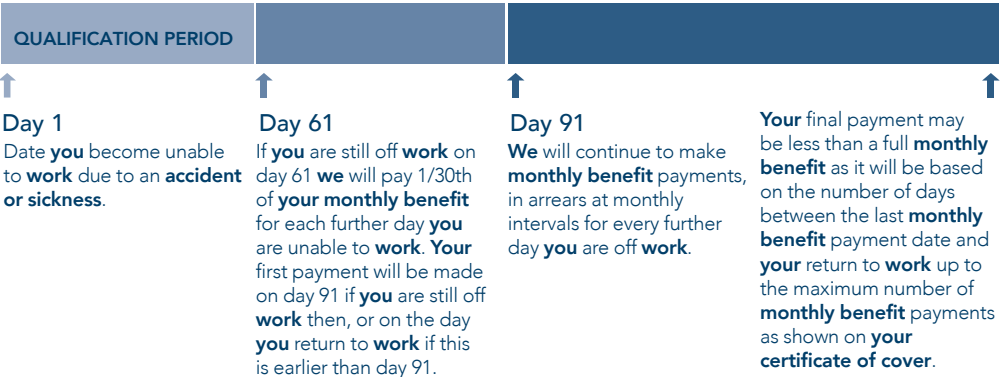 QUALIFICATION PERIOD
Day 1
Date you become unable
to work due to an accident
or sickness.
Day 61
If you are still off work on
day 61 we will pay 1/30th
of your monthly benefit
for each further day you
are unable to work. Your
first payment will be made
on day 91 if you are still off
work then, or on the day
you return to work if this
is earlier than day 91.
Day 91
We will continue to make
monthly benefit payments,
in arrears at monthly
intervals for every further
day you are off work.
Your final payment may
be less than a full monthly
benefit as it will be based
on the number of days
between the last monthly
benefit payment date and
your return to work up to
the maximum number of
monthly benefit payments
as shown on your
certificate of cover.